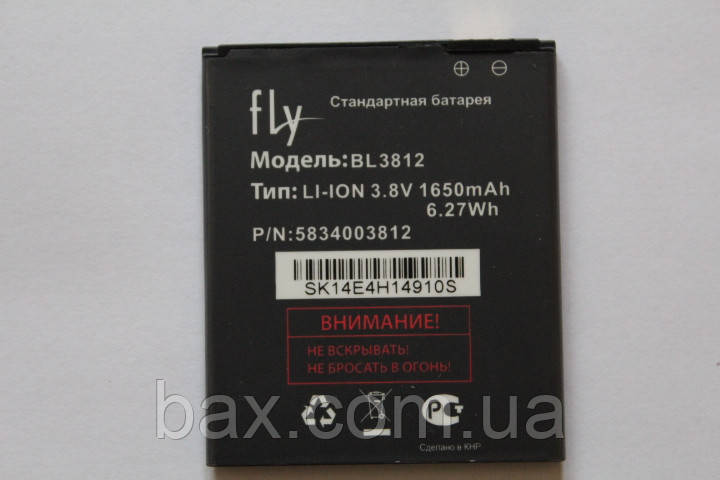 fly
Стандартная батарея
Модель:BL3812
Тип: LI-ION 3.8V 1650mAh
6.27Wh
P/N:5834003812
SK14E4H14910S
ВНИМАНИЕ!
НЕ ВСКРЫВАТЬ!
НЕ БРОСАТЬ В ОГОНЬ!
bax.com.ua
РС
Сделано в КНР